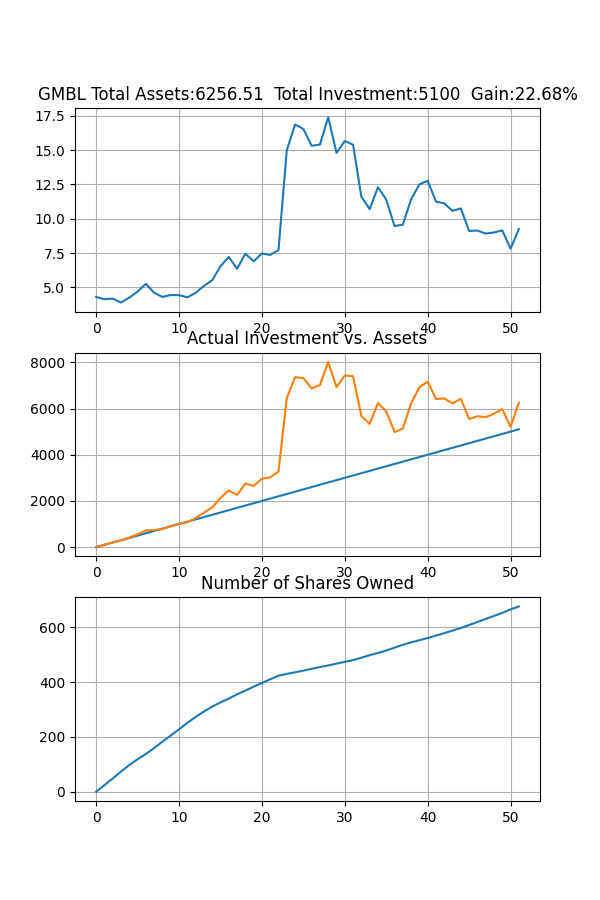 GMBL Total Assets:6256.51  Total Investment:5100  Gain:22.68%
17.5
15.0
12.5
10.0
7.5
5.0
0 10 20 30 40 50
Actual Investment vs. Assets
8000
6000
4000
2000
0
0 10 20 30 40 50
Number of Shares Owned
600
400
200
0
0 10 20 30 40 50